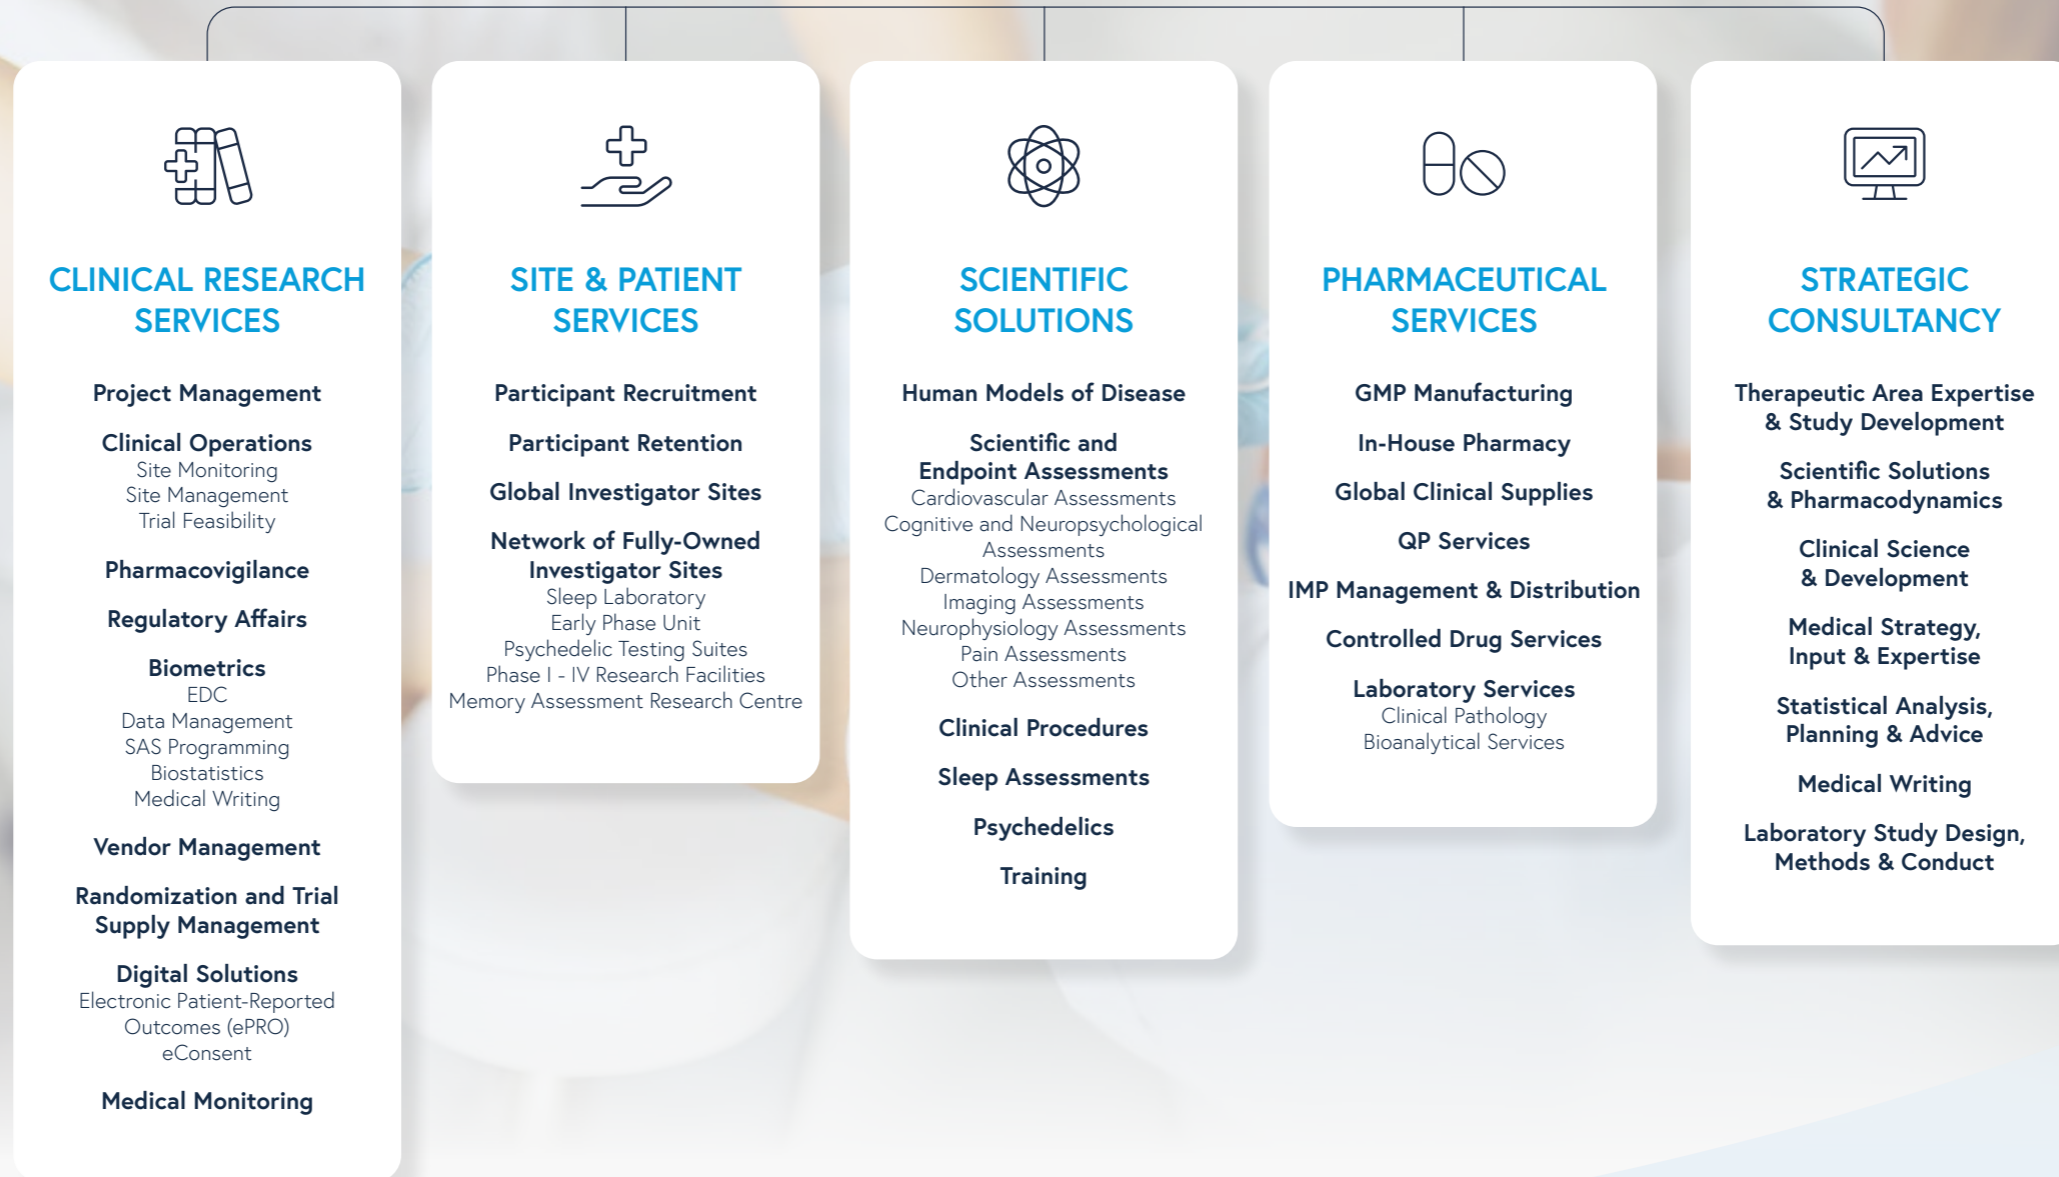 CLINICAL RESEARCH
SERVICES
Project Management
Clinical Operations
Site Monitoring
Site Management
Trial Feasibility
Pharmacovigilance
Regulatory Affairs
Biometrics
EDC
Data Management
SAS Programming
Biostatistics
Medical Writing
Vendor Management
Randomization and Trial
Supply Management
Digital Solutions
Electronic Patient-Reported
Outcomes (ePRO)
eConsent
Medical Monitoring
SITE & PATIENT
SERVICES
Participant Recruitment
Participant Retention
Global Investigator Sites
Network of Fully-Owned
Investigator Sites
Sleep Laboratory
Early Phase Unit
Psychedelic Testing Suites
Phase I - IV Research Facilities
Memory Assessment Research Centre
SCIENTIFIC
SOLUTIONS
Human Models of Disease
Scientific and
Endpoint Assessments
Cardiovascular Assessments
Cognitive and Neuropsychological
Assessments
Dermatology Assessments
Imaging Assessments
Neurophysiology Assessments
Pain Assessments
Other Assessments
Clinical Procedures
Sleep Assessments
Psychedelics
Training
PHARMACEUTICAL
SERVICES
GMP Manufacturing
In-House Pharmacy
Global Clinical Supplies
QP Services
IMP Management & Distribution
Controlled Drug Services
Laboratory Services
Clinical Pathology
Bioanalytical Services
STRATEGIC
CONSULTANCY
Therapeutic Area Expertise
& Study Development
Scientific Solutions
& Pharmacodynamics
Clinical Science
& Development
Medical Strategy,
Input & Expertise
Statistical Analysis,
Planning & Advice
Medical Writing
Laboratory Study Design,
Methods & Conduct